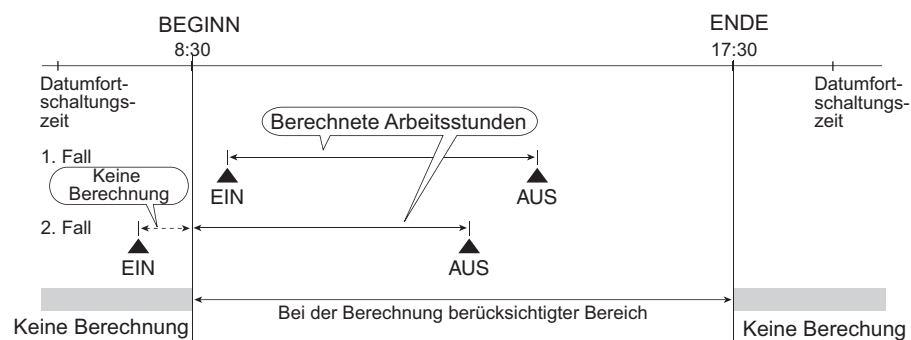 BEGINN
8:30
ENDE
17:30
Datumfort-
schaltungs-
zeit
Datumfort-
schaltungs-
zeit
Berechnete Arbeitsstunden
1. Fall
EIN
AUS
Keine
Berechnung
2. Fall
EIN
AUS
Bei der Berechnung berücksichtigter Bereich
Keine Berechnung
Keine Berechung